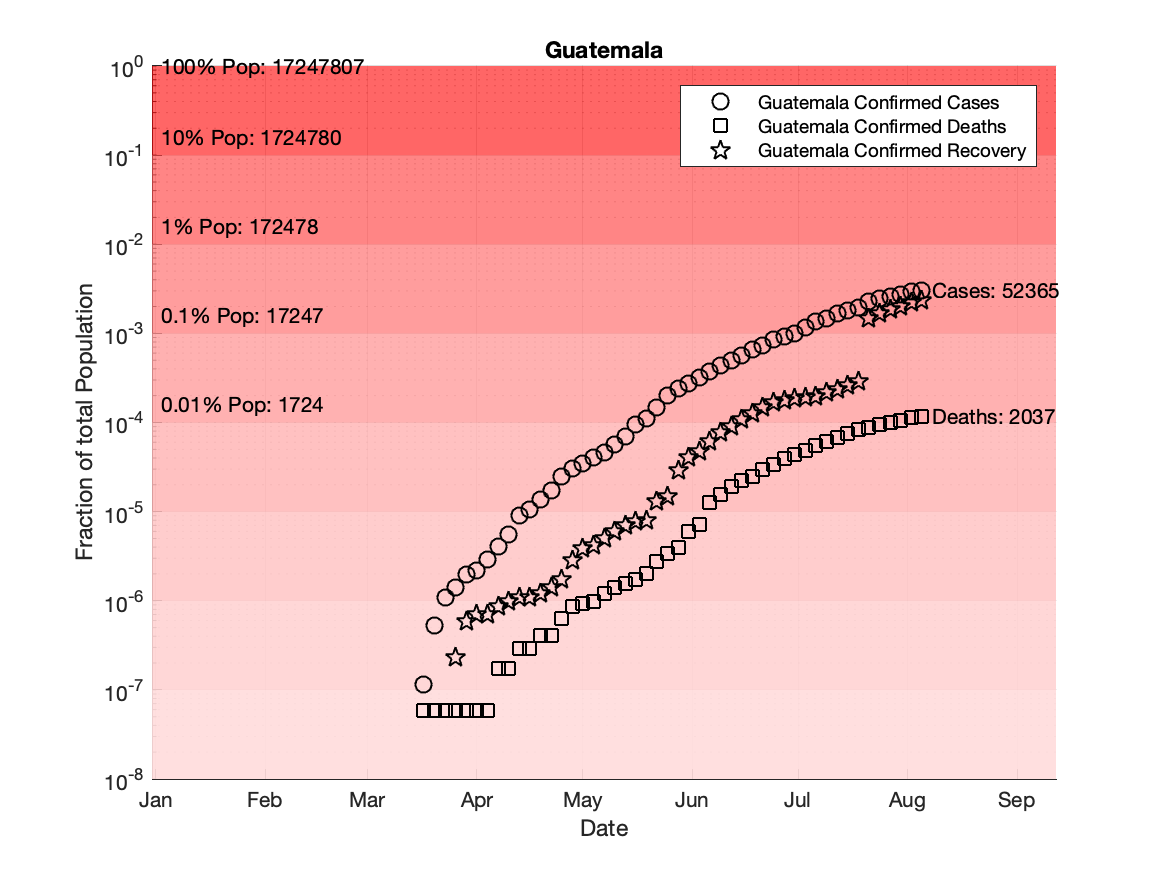 Guatemala
10^0
100% Pop: 17247807
Guatemala Confirmed Cases
Guatemala Confirmed Deaths
Guatemala Confirmed Recovery
10% Pop: 1724780
10^-1
1% Pop: 172478
10^-2
Cases: 52365
0.1% Pop: 17247
10^-3
0.01% Pop: 1724
10^-4
Deaths: 2037
10^-5
10^-6
10^-7
10^-8
Fraction of total Population
Jan Feb Mar Apr May Jun Jul Aug Sep
Date